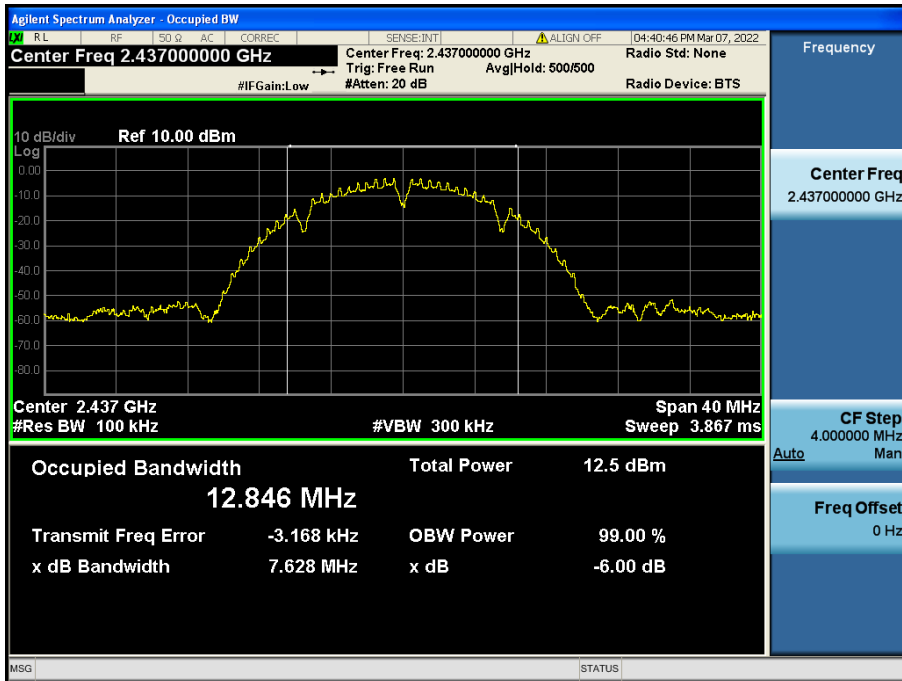 Agilent Spectrum Analyzer - Occupied BW
LXI RL RF 50 Ω AC CORREC SENSE:INT ALIGN OFF 04:40:46 PM Mar 07, 2022
Center Freq 2.437000000 GHz
Center Freq: 2.437000000 GHz
Radio Std: None
Trig: Free Run Avg|Hold: 500/500
#IFGain:Low
#Atten: 20 dB
Radio Device: BTS
10 dB/div Ref 10.00 dBm
Log
0.00
-10.0
-20.0
-30.0
-40.0
-50.0
-60.0
-70.0
-80.0
Center 2.437 GHz
Span 40 MHz
#Res BW 100 kHz
#VBW 300 kHz
Sweep 3.867 ms
Occupied Bandwidth
12.846 MHz
Total Power 12.5 dBm
Transmit Freq Error -3.168 kHz
OBW Power 99.00 %
x dB Bandwidth 7.628 MHz
x dB -6.00 dB
Frequency
Center Freq
2.437000000 GHz
CF Step
4.000000 MHz
Auto Man
Freq Offset
0 Hz
MSG
STATUS